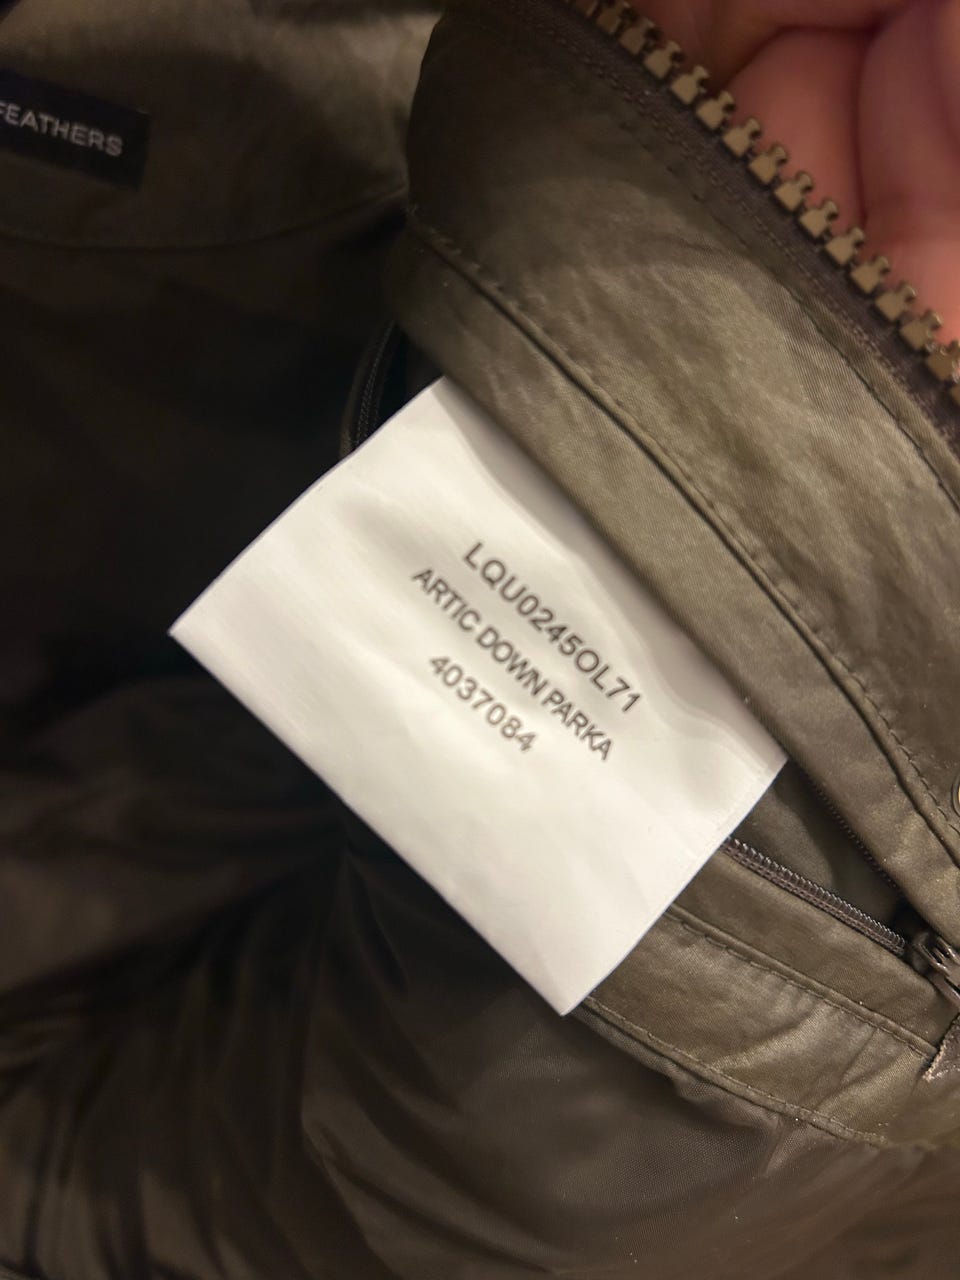 FEATHERS
LQU0245OL71
ARTIC DOWN PARKA
4037084